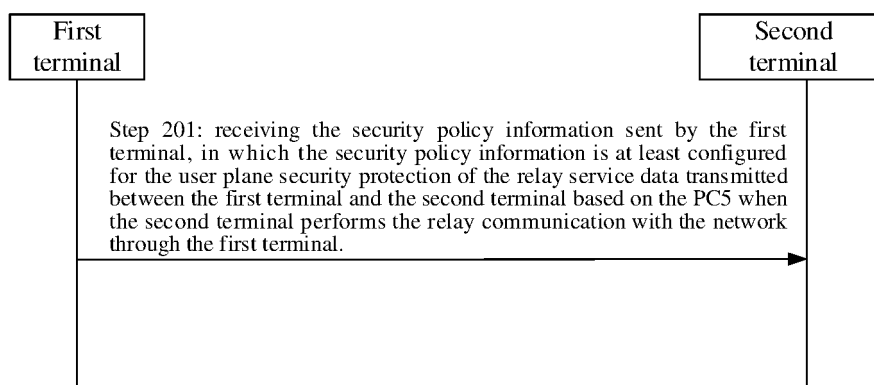 First
terminal
Second
terminal
Step 201: receiving the security policy information sent by the first
terminal, in which the security policy information is at least configured
for the user plane security protection of the relay service data transmitted
between the first terminal and the second terminal based on the PC5 when
the second terminal performs the relay communication with the network
through the first terminal.